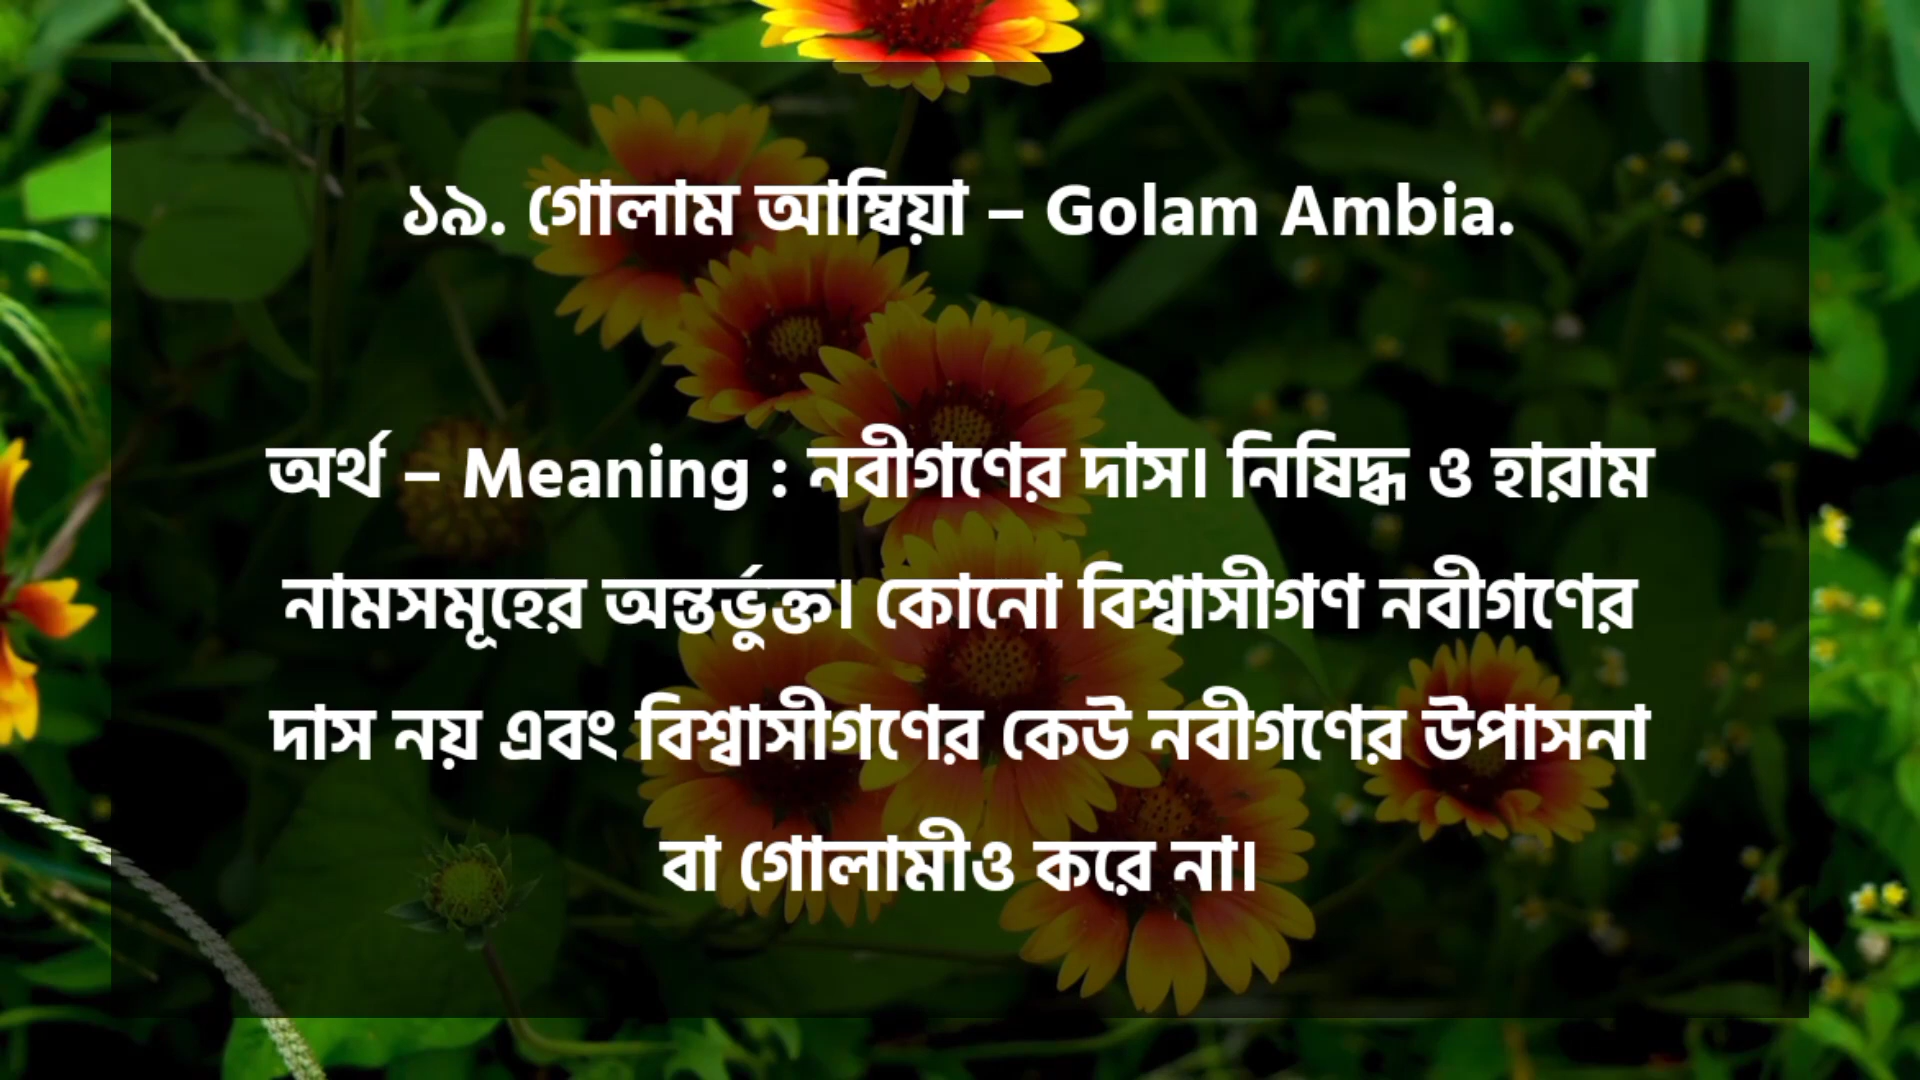 ১৯. গোলাম আম্বিয়া – Golam Ambia.
অর্থ – Meaning : নবীগণের দাস। নিষিদ্ধ ও হারাম
নামসমূহের অন্তর্ভুক্ত। কোনো বিশ্বাসীগণ নবীগণের
দাস নয় এবং বিশ্বাসীগণের কেউ নবীগণের উপাসনা
বা গোলামীও করে না।